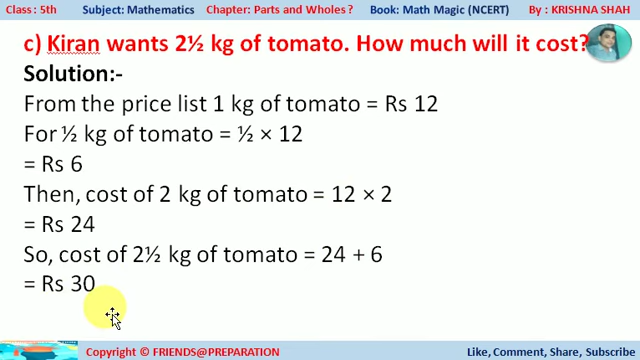 Class : 5th Subject: Mathematics Chapter: Parts and Wholes ? Book: Math Magic (NCERT) By : KRISHNA SHAH
c) Kiran wants 2½ kg of tomato. How much will it cost?
Solution:-
From the price list 1 kg of tomato = Rs 12
For ½ kg of tomato = ½ × 12
= Rs 6
Then, cost of 2 kg of tomato = 12 × 2
= Rs 24
So, cost of 2½ kg of tomato = 24 + 6
= Rs 30
Copyright © FRIENDS@PREPARATION Like, Comment, Share, Subscribe